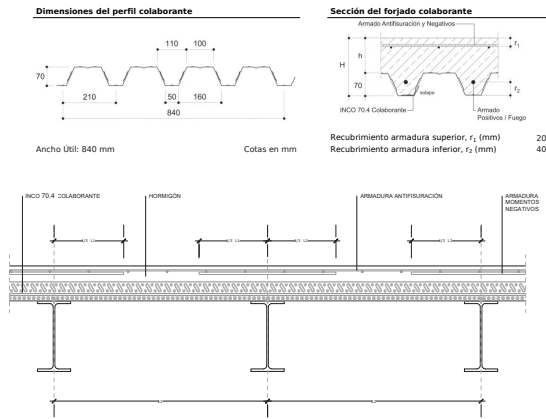 Dimensiones del perfil colaborante
110 100
70
210 50 160
840
Ancho Útil: 840 mm Cotas en mm
Sección del forjado colaborante
Armado Antifisuración y Negativos
H h r1
70 r2
solape
INCO 70.4 Colaborante
Armado
Positivos / Fuego
Recubrimiento armadura superior, r1 (mm) 20
Recubrimiento armadura inferior, r2 (mm) 40
INCO 70.4 COLABORANTE
HORMIGÓN
ARMADURA ANTIFISURACIÓN
ARMADURA
MOMENTOS
NEGATIVOS